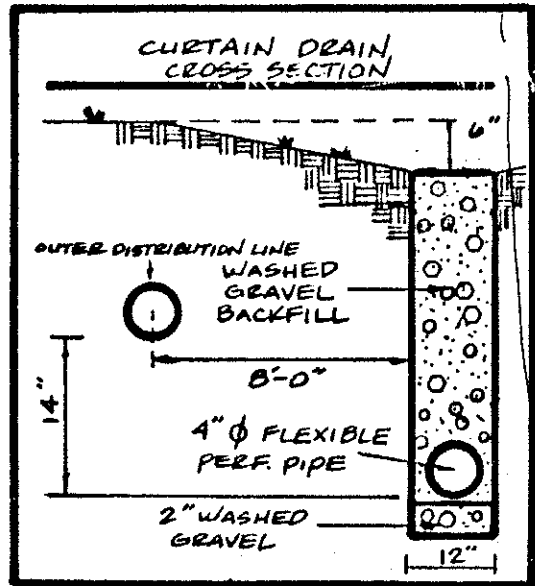 CURTAIN DRAIN
CROSS SECTION
6"
OUTER DISTRIBUTION LINE
WASHED
GRAVEL
BACKFILL
8'-0"
14"
4" φ FLEXIBLE
PERF. PIPE
2" WASHED
GRAVEL
12"